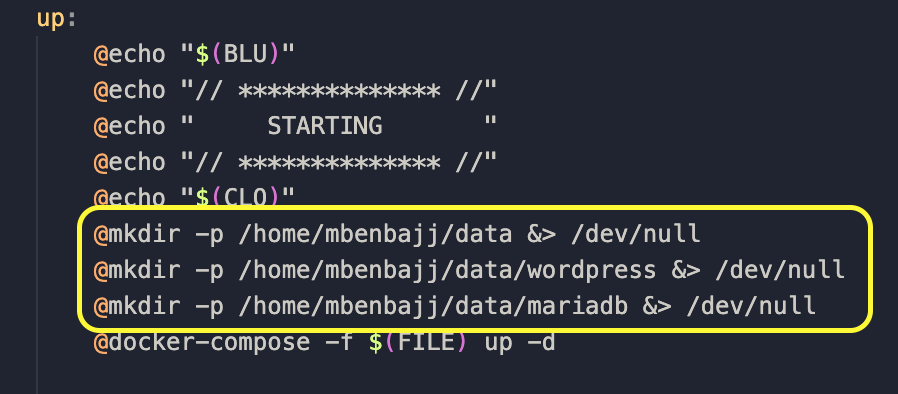 up:
@echo "$(BLU)"
@echo "// ************** //"
@echo "     STARTING       "
@echo "// ************** //"
@echo "$(CLO)"
@mkdir -p /home/mbenbajj/data &> /dev/null
@mkdir -p /home/mbenbajj/data/wordpress &> /dev/null
@mkdir -p /home/mbenbajj/data/mariadb &> /dev/null
@docker-compose -f $(FILE) up -d